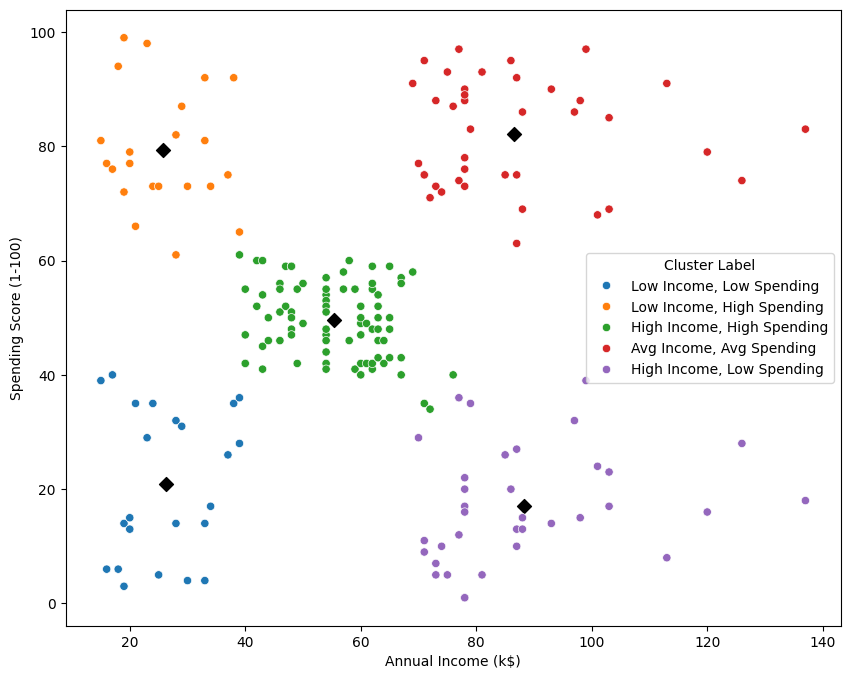 100
80
60
40
20
0
Spending Score (1-100)
Cluster Label
Low Income, Low Spending
Low Income, High Spending
High Income, High Spending
Avg Income, Avg Spending
High Income, Low Spending
20 40 60 80 100 120 140
Annual Income (k$)